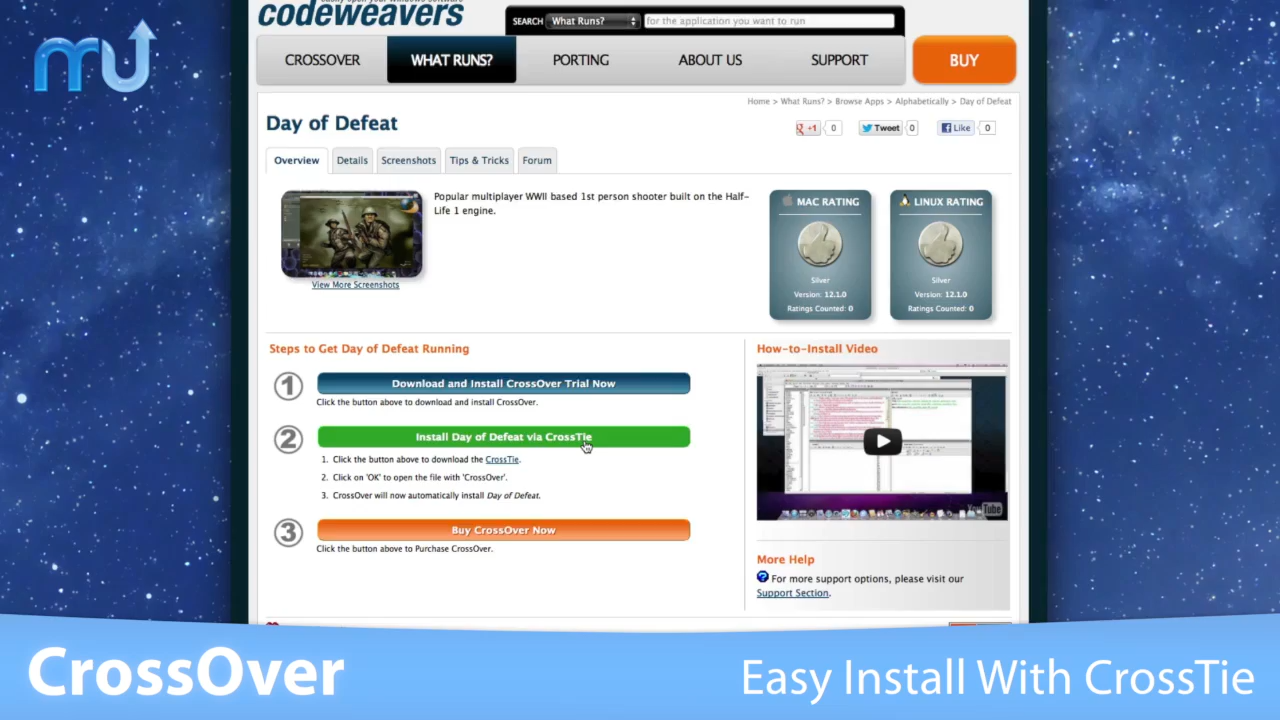 easily open your windows software
codeweavers
SEARCH What Runs? for the application you want to run
mu
CROSSOVER WHAT RUNS? PORTING ABOUT US SUPPORT BUY
Home > What Runs? > Browse Apps > Alphabetically > Day of Defeat
Day of Defeat
+1 0 Tweet 0 Like 0
Overview Details Screenshots Tips & Tricks Forum
Popular multiplayer WWII based 1st person shooter built on the Half-
Life 1 engine.
View More Screenshots
MAC RATING
Silver
Version: 12.1.0
Ratings Counted: 0
LINUX RATING
Silver
Version: 12.1.0
Ratings Counted: 0
Steps to Get Day of Defeat Running
1 Download and Install CrossOver Trial Now
Click the button above to download and install CrossOver.
2 Install Day of Defeat via CrossTie
1. Click the button above to download the CrossTie.
2. Click on 'OK' to open the file with 'CrossOver'.
3. CrossOver will now automatically install Day of Defeat.
3 Buy CrossOver Now
Click the button above to Purchase CrossOver.
How-to-Install Video
YouTube
More Help
? For more support options, please visit our
Support Section.
CrossOver
Easy Install With CrossTie